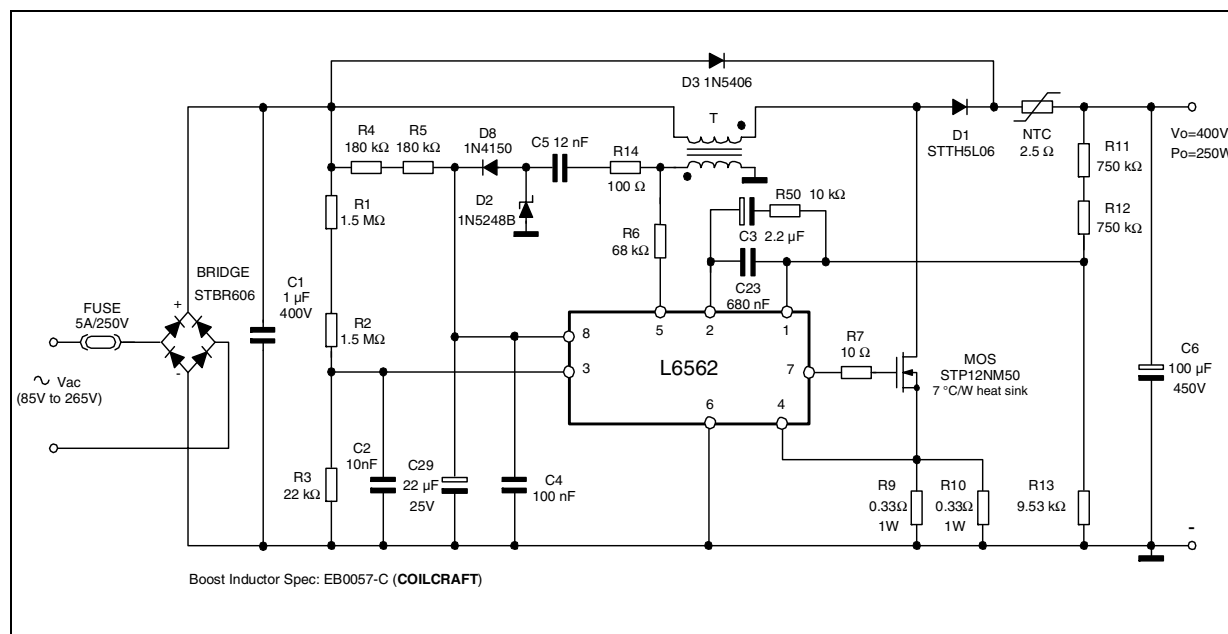 D3 1N5406
T
R4
180 kΩ
R5
180 kΩ
D8
1N4150
C5 12 nF
R14
100 Ω
D1
STTH5L06
NTC
2.5 Ω
Vo=400V
Po=250W
R11
750 kΩ
R12
750 kΩ
D2
1N5248B
R50 10 kΩ
C3 2.2 µF
R1
1.5 MΩ
R6
68 kΩ
C23
680 nF
BRIDGE
STBR606
+
-
FUSE
5A/250V
C1
1 µF
400V
R2
1.5 MΩ
5
2
1
8
3
L6562
7
6
4
R7
10 Ω
MOS
STP12NM50
7 °C/W heat sink
C6
100 µF
450V
~ Vac
(85V to 265V)
R3
22 kΩ
C2
10nF
C29
22 µF
25V
C4
100 nF
R9
0.33Ω
1W
R10
0.33Ω
1W
R13
9.53 kΩ
-
Boost Inductor Spec: EB0057-C (COILCRAFT)